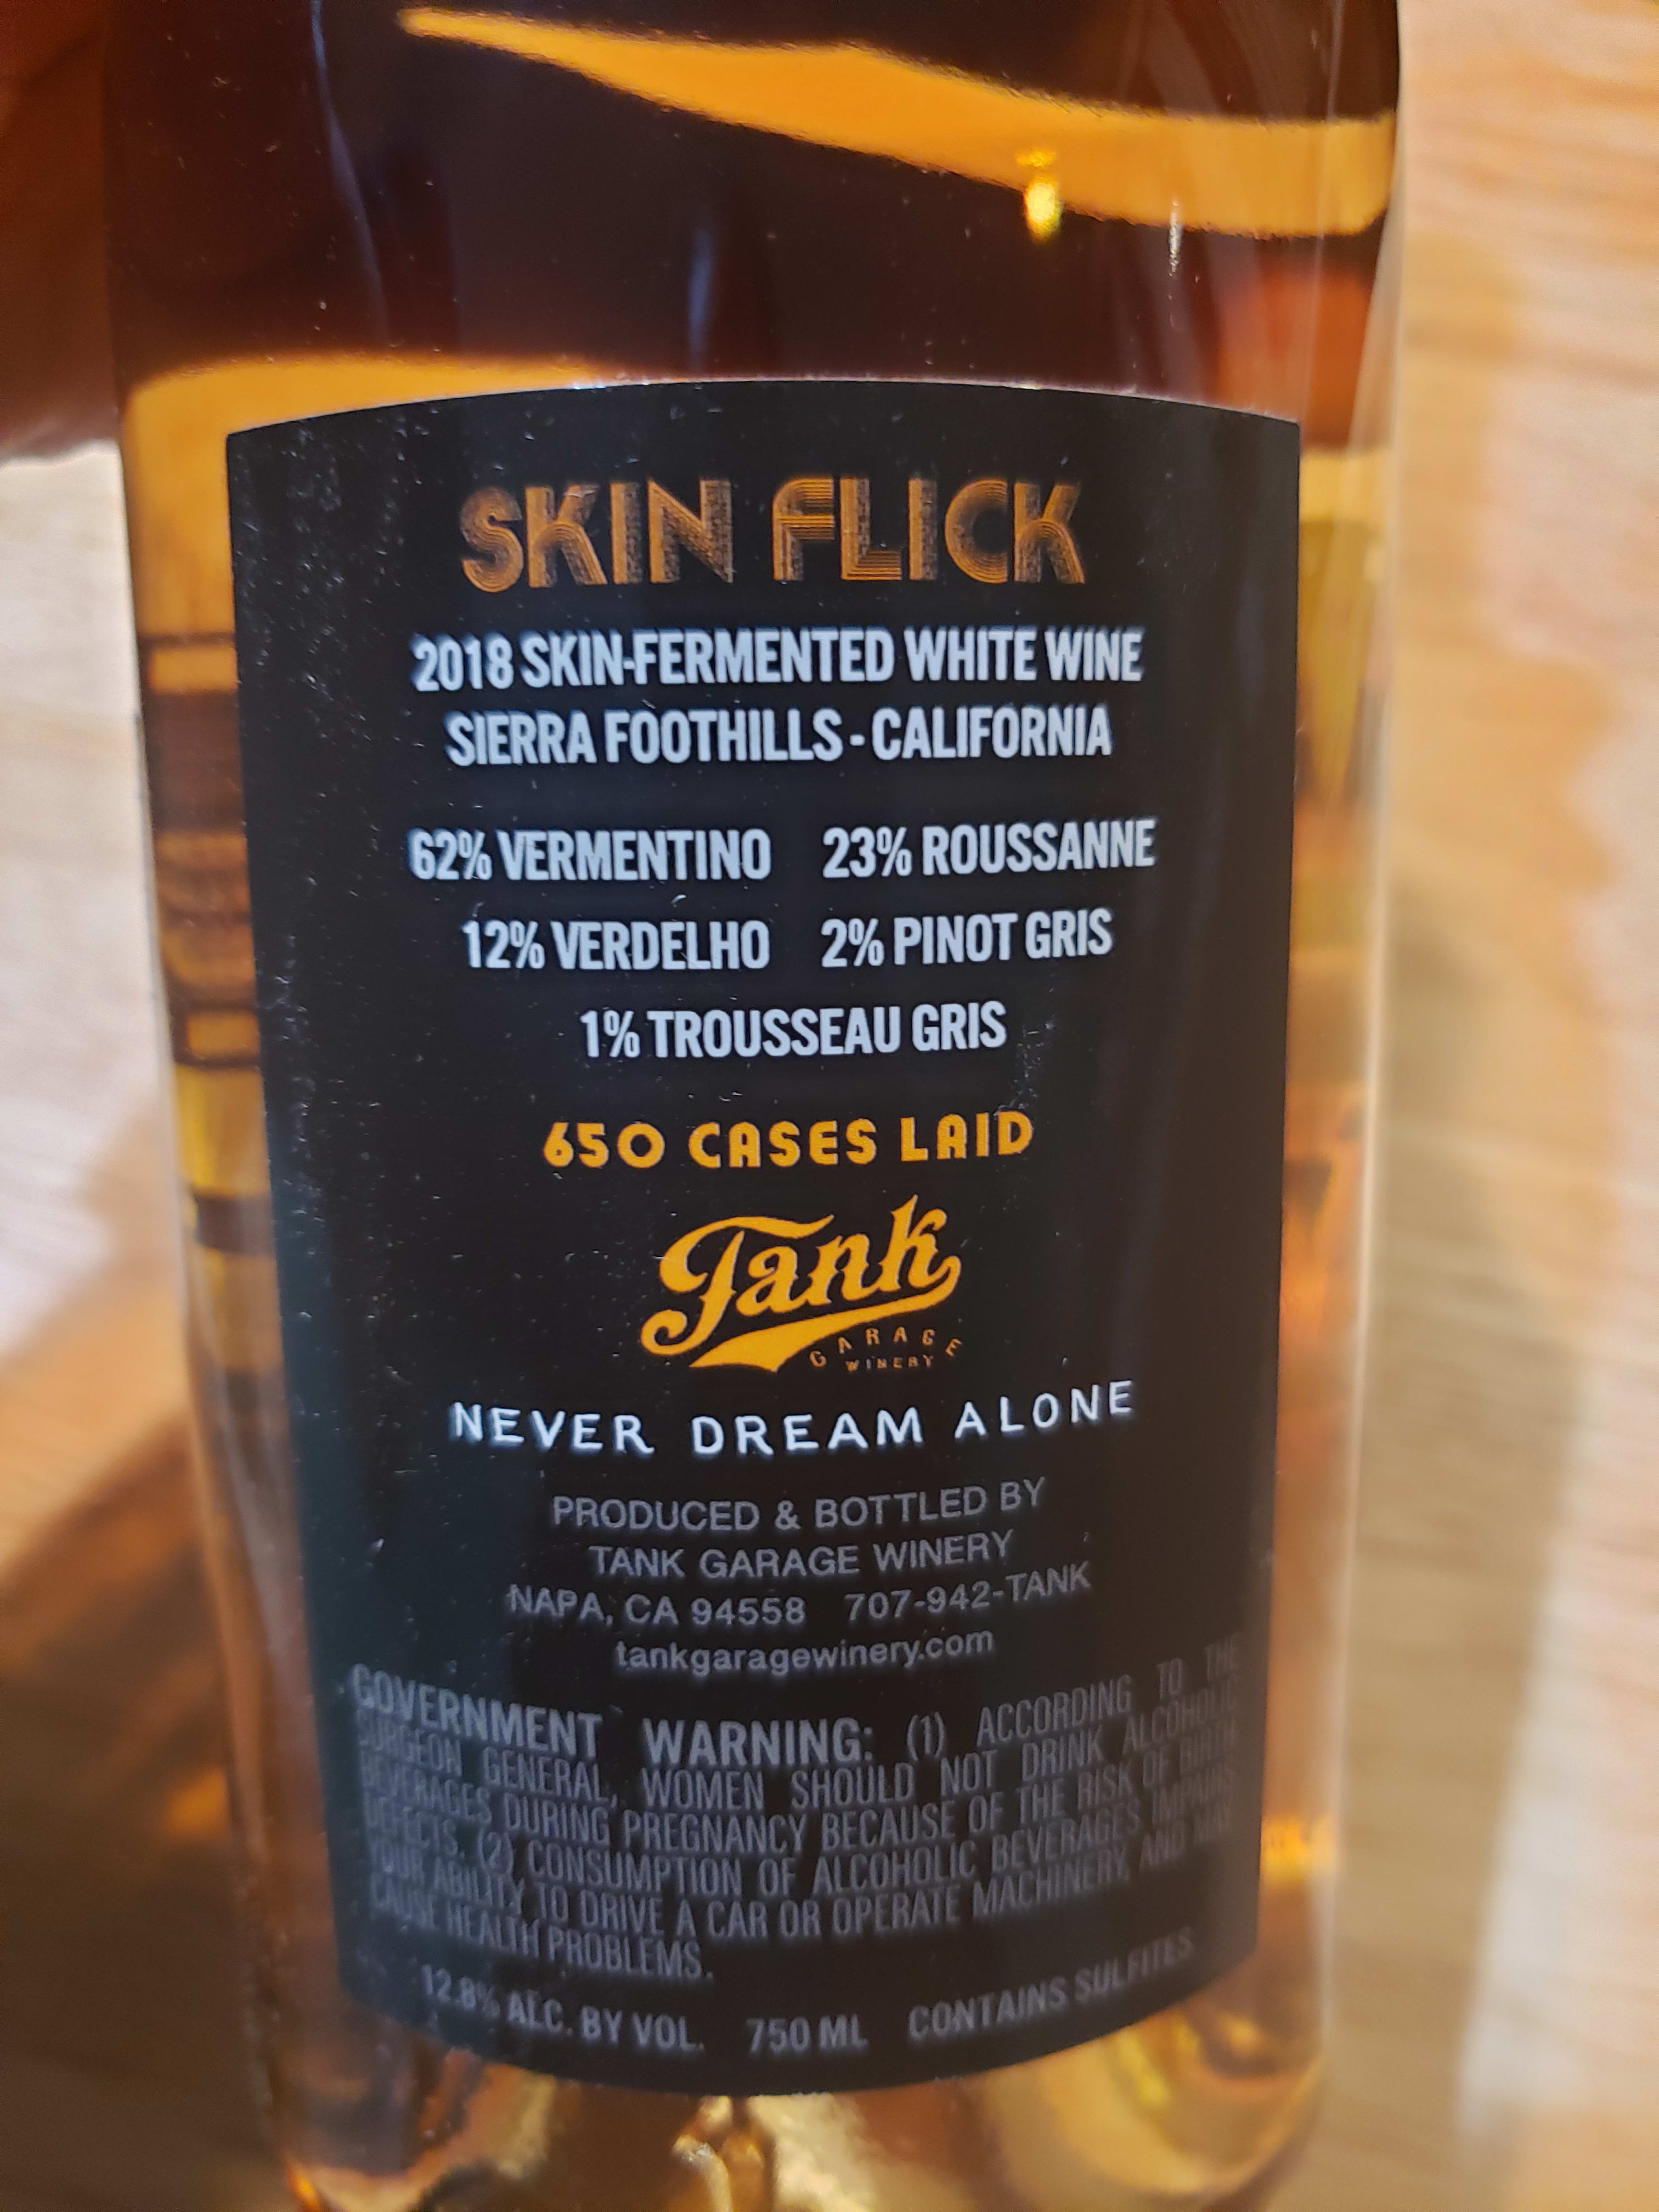 SKIN FLICK
2018 SKIN-FERMENTED WHITE WINE
SIERRA FOOTHILLS - CALIFORNIA
62% VERMENTINO 23% ROUSSANNE
12% VERDELHO 2% PINOT GRIS
1% TROUSSEAU GRIS
650 CASES LAID
Tank
GARAGE
WINERY
NEVER DREAM ALONE
PRODUCED & BOTTLED BY
TANK GARAGE WINERY
NAPA, CA 94558 707-942-TANK
tankgaragewinery.com
GOVERNMENT WARNING: (1) ACCORDING TO THE
SURGEON GENERAL, WOMEN SHOULD NOT DRINK ALCOHOLIC
BEVERAGES DURING PREGNANCY BECAUSE OF THE RISK OF BIRTH
DEFECTS. (2) CONSUMPTION OF ALCOHOLIC BEVERAGES IMPAIRS
YOUR ABILITY TO DRIVE A CAR OR OPERATE MACHINERY, AND MAY
CAUSE HEALTH PROBLEMS.
12.8% ALC. BY VOL. 750 ML CONTAINS SULFITES